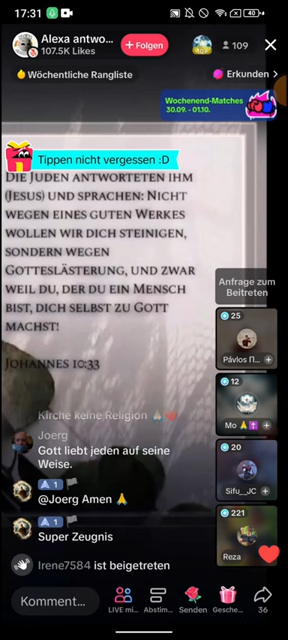 17:31
40
Alexa antwo...
107.5K Likes
+ Folgen
109
Wöchentliche Rangliste
Erkunden >
Wochenend-Matches
30.09. - 01.10.
Tippen nicht vergessen :D
Die Juden antworteten ihm
(Jesus) und sprachen: Nicht
wegen eines guten Werkes
wollen wir dich steinigen,
sondern wegen
Gotteslästerung, und zwar
weil du, der du ein Mensch
bist, dich selbst zu Gott
machst!
Johannes 10:33
Anfrage zum
Beitreten
25
Pávlos Π...
12
Mo
20
Sifu__JC
221
Reza
Kirche keine Religion
Joerg
Gott liebt jeden auf seine
Weise.
1
@Joerg Amen
1
Super Zeugnis
Irene7584 ist beigetreten
Komment...
LIVE mi...
Abstim...
Senden
Gesche...
36